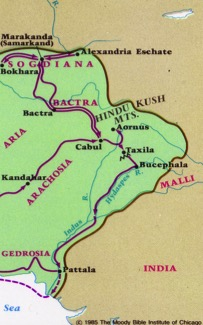 Marakanda
(Samarkand)
Alexandria Eschate
SOGDIANA
Bokhara
BACTRA
Bactra
HINDU KUSH
MTS.
Aornus
ARIA
Cabul
Taxila
Bucephala
Kandahar
ARACHOSIA
Hydaspes R.
MALLI
Indus R.
GEDROSIA
Pattala
INDIA
Sea
© 1985 The Moody Bible Institute of Chicago